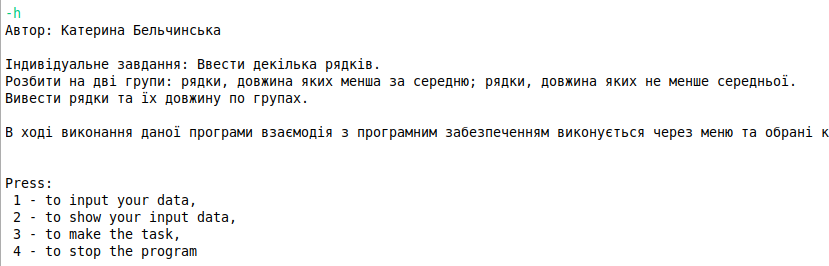 -h
Автор: Катерина Бельчинська
Індивідуальне завдання: Ввести декілька рядків.
Розбити на дві групи: рядки, довжина яких менша за середню; рядки, довжина яких не менше середньої.
Вивести рядки та їх довжину по групах.
В ході виконання даної програми взаємодія з програмним забезпеченням виконується через меню та обрані к
Press:
1 - to input your data,
2 - to show your input data,
3 - to make the task,
4 - to stop the program